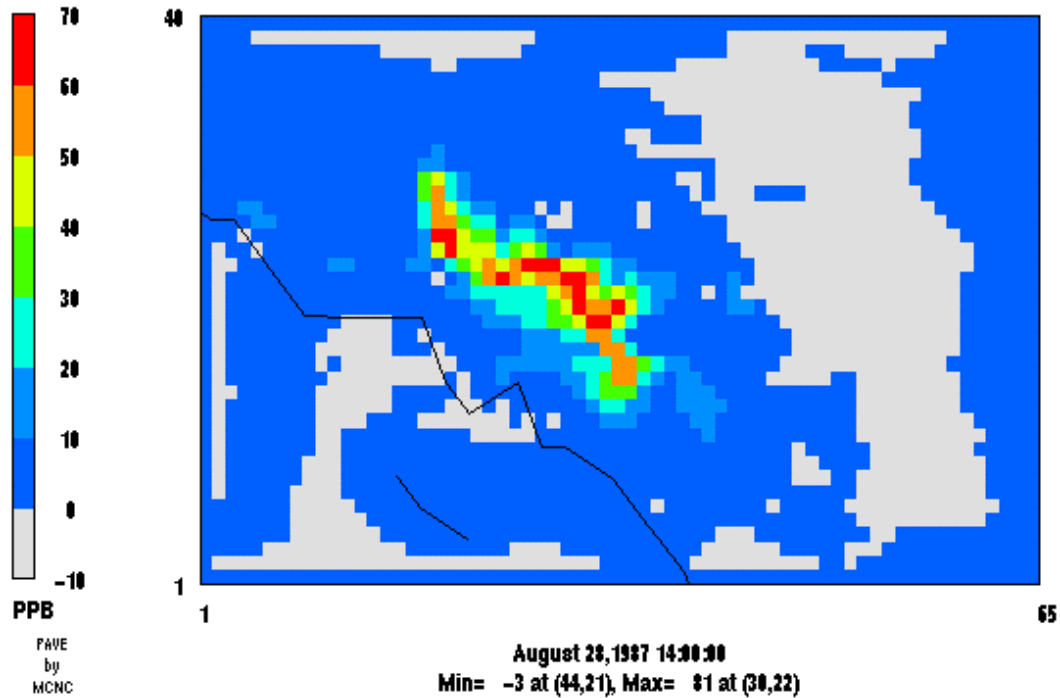 70
60
50
40
30
20
10
0
-10
PPB
PAVE
by
MCNC
40
1
1
65
August 28,1987 14:00:00
Min= -3 at (44,21), Max= 81 at (30,22)